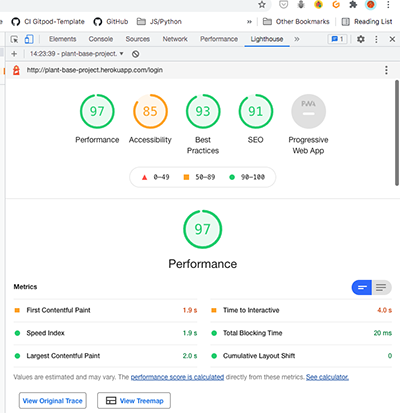 CI Gitpod-Template GitHub JS/Python » Other Bookmarks Reading List
Elements Console Sources Network Performance Lighthouse » 1
14:23:39 - plant-base-project.
http://plant-base-project.herokuapp.com/login
97 85 93 91 PWA
Performance Accessibility Best Practices SEO Progressive Web App
0–49 50–89 90–100
97
Performance
Metrics
First Contentful Paint 1.9 s Time to Interactive 4.0 s
Speed Index 1.9 s Total Blocking Time 20 ms
Largest Contentful Paint 2.0 s Cumulative Layout Shift 0
Values are estimated and may vary. The performance score is calculated directly from these metrics. See calculator.
View Original Trace View Treemap